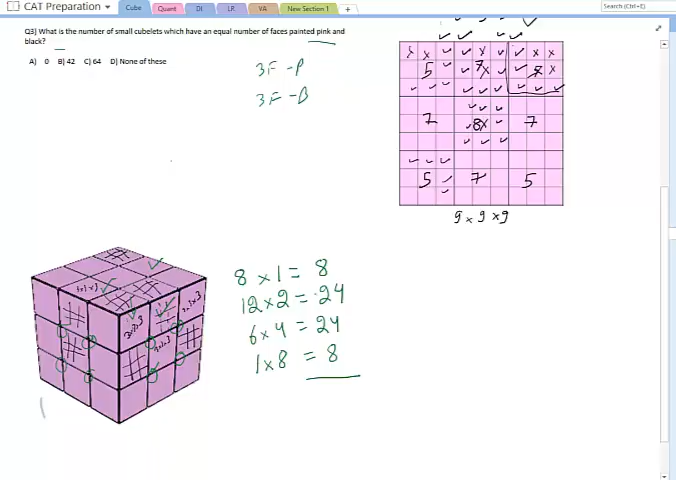 CAT Preparation
Cube Quant DI LR VA New Section 1 +
Search (Ctrl+E)
Q3) What is the number of small cubelets which have an equal number of faces painted pink and
black?
A) 0 B) 42 C) 64 D) None of these
3F - P
3F - B
5 7 7
7 8 7
5 7 5
9 x 9 x 9
8 x 1 = 8
12 x 2 = 24
6 x 4 = 24
1 x 8 = 8